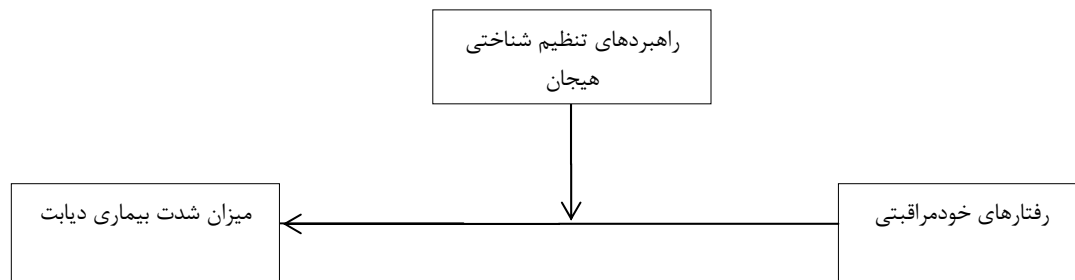 راهبردهای تنظیم شناختی
هیجان
رفتارهای خودمراقبتی
میزان شدت بیماری دیابت